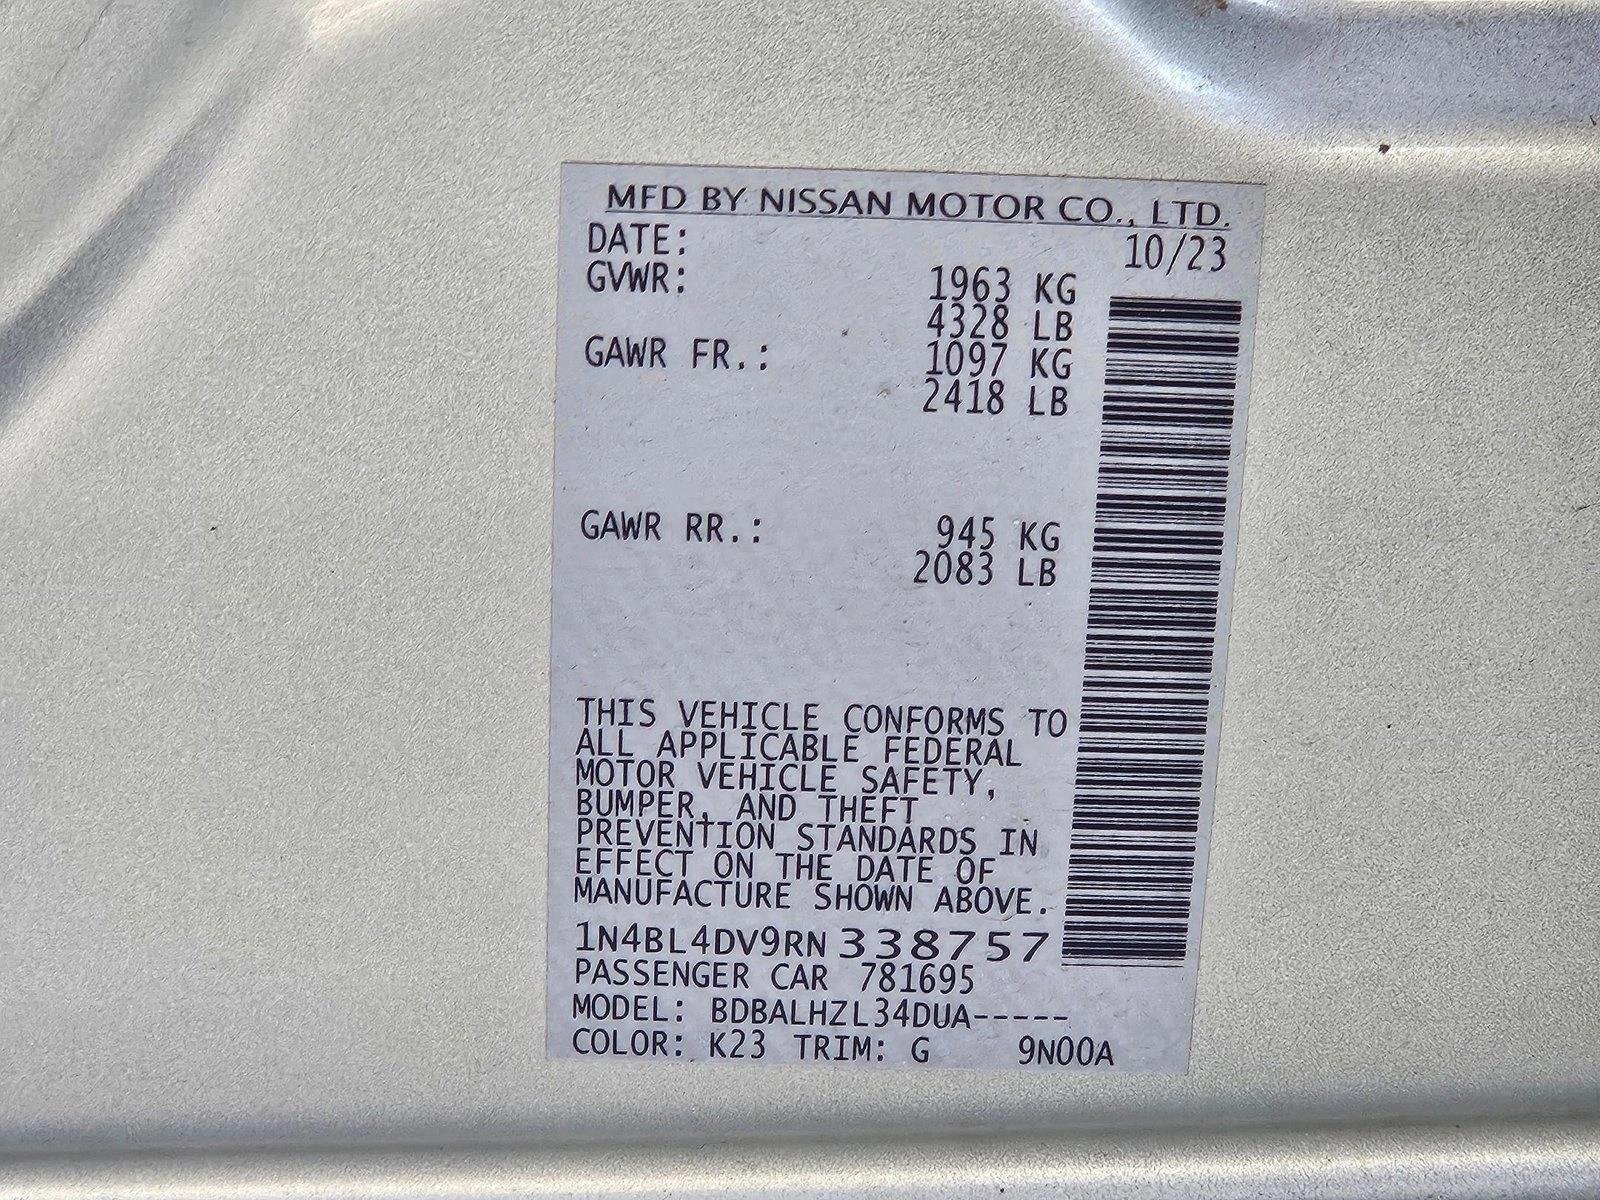 MFD BY NISSAN MOTOR CO., LTD.
DATE: 10/23
GVWR: 1963 KG
4328 LB
GAWR FR.: 1097 KG
2418 LB
GAWR RR.: 945 KG
2083 LB
THIS VEHICLE CONFORMS TO
ALL APPLICABLE FEDERAL
MOTOR VEHICLE SAFETY,
BUMPER, AND THEFT
PREVENTION STANDARDS IN
EFFECT ON THE DATE OF
MANUFACTURE SHOWN ABOVE.
1N4BL4DV9RN338757
PASSENGER CAR 781695
MODEL: BDBALHZL34DUA-----
COLOR: K23 TRIM: G 9N00A